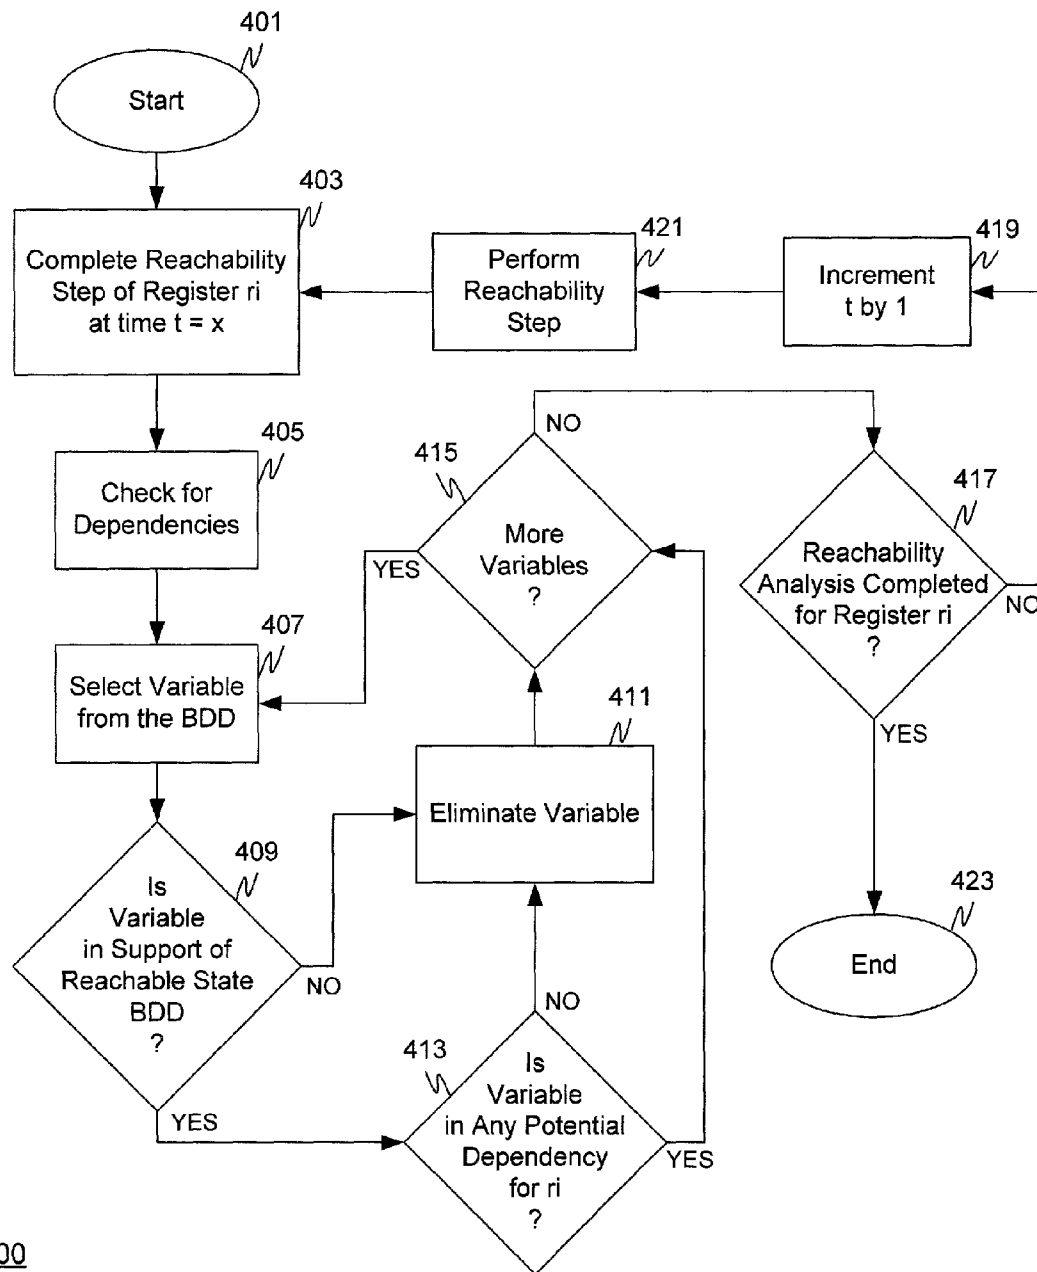 401
Start
403
Complete Reachability
Step of Register ri
at time t = x
421
Perform
Reachability
Step
419
Increment
t by 1
405
Check for
Dependencies
415
NO
More
Variables
?
YES
417
Reachability
Analysis Completed
for Register ri
?
NO
YES
407
Select Variable
from the BDD
411
Eliminate Variable
409
Is
Variable
in Support of
Reachable State
BDD
?
NO
YES
413
NO
Is
Variable
in Any Potential
Dependency
for ri
?
YES
423
End
00